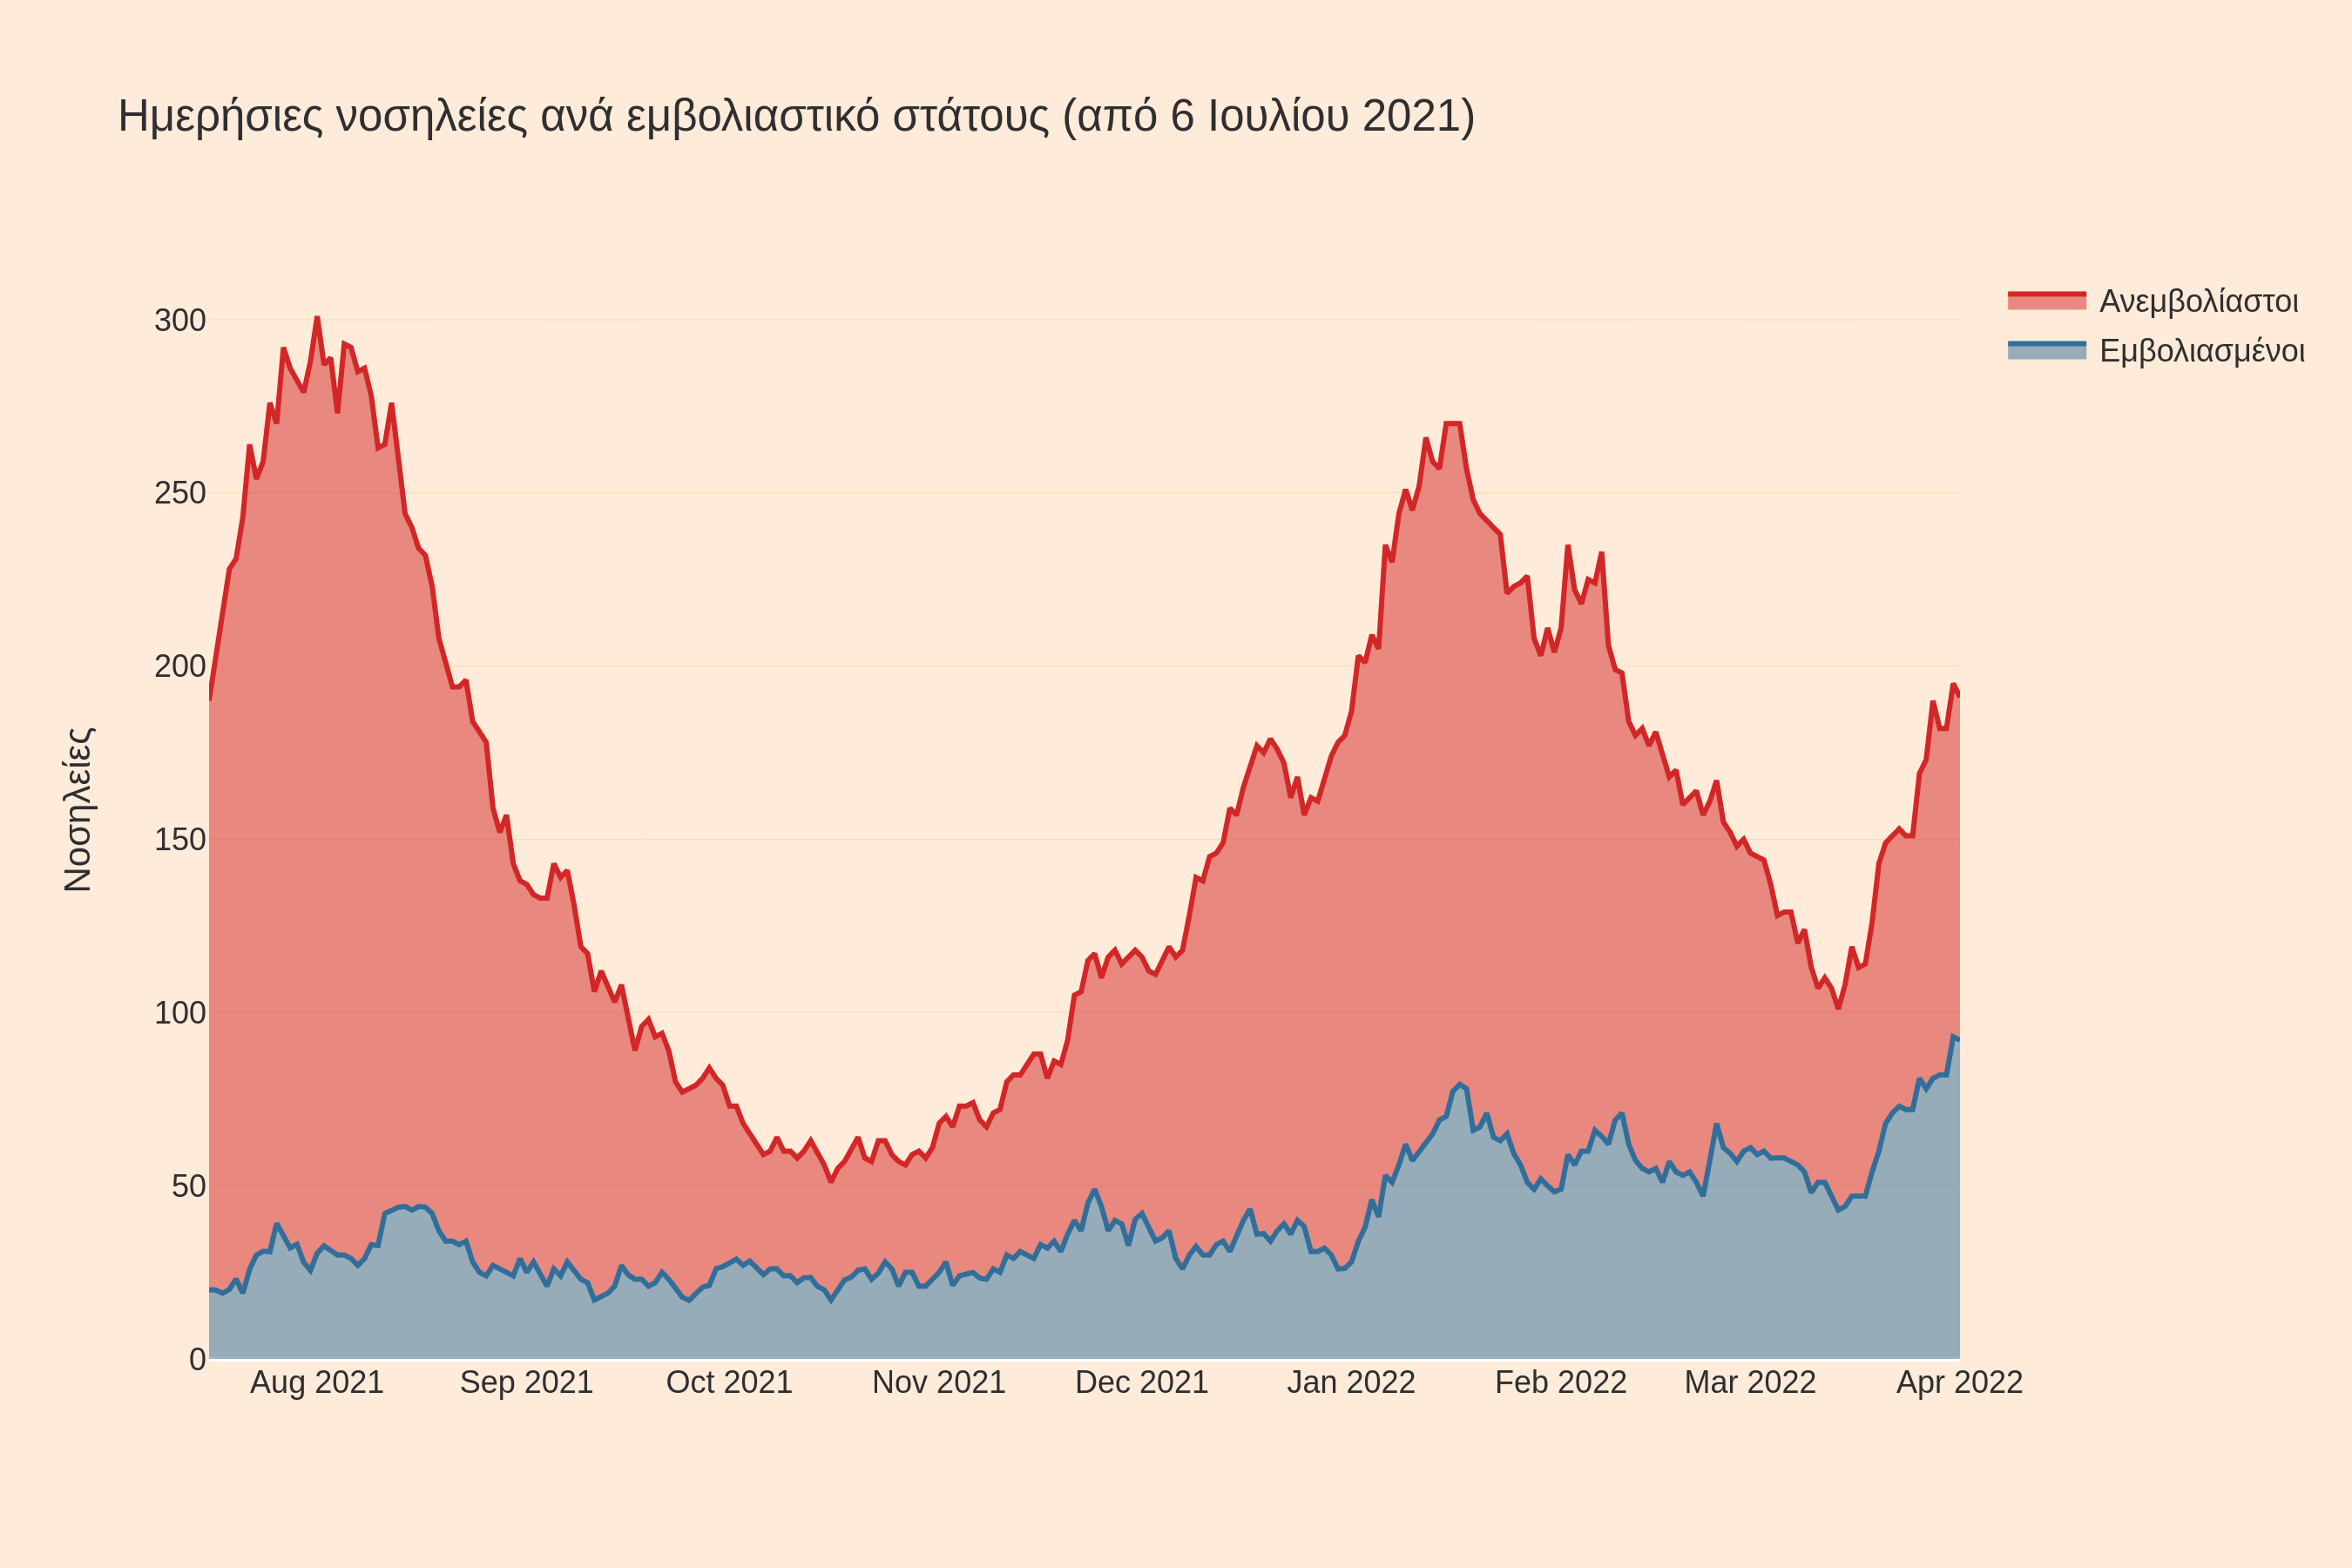 Ημερήσιες νοσηλείες ανά εμβολιαστικό στάτους (από 6 Ιουλίου 2021)
Ανεμβολίαστοι
Εμβολιασμένοι
Νοσηλείες
300
250
200
150
100
50
0
Aug 2021
Sep 2021
Oct 2021
Nov 2021
Dec 2021
Jan 2022
Feb 2022
Mar 2022
Apr 2022